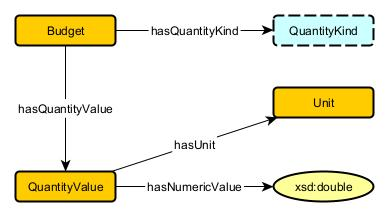 Budget
hasQuantityKind
QuantityKind
hasQuantityValue
Unit
hasUnit
QuantityValue
hasNumericValue
xsd:double